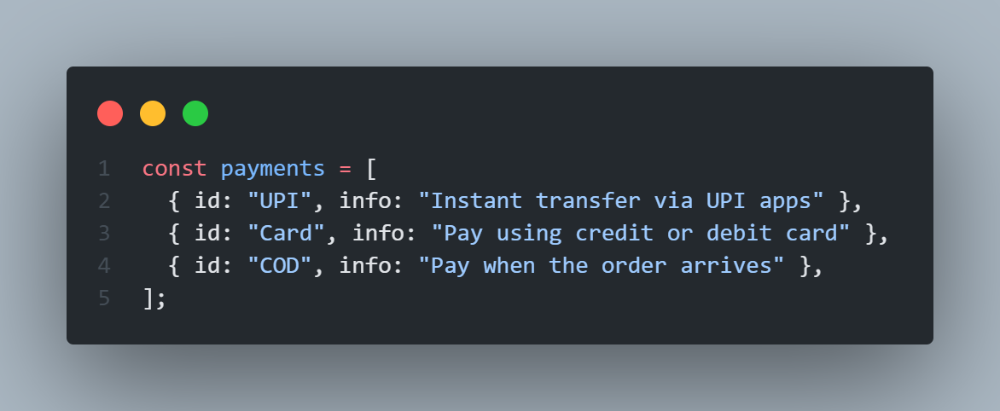 1 const payments = [
2 { id: "UPI", info: "Instant transfer via UPI apps" },
3 { id: "Card", info: "Pay using credit or debit card" },
4 { id: "COD", info: "Pay when the order arrives" },
5 ];